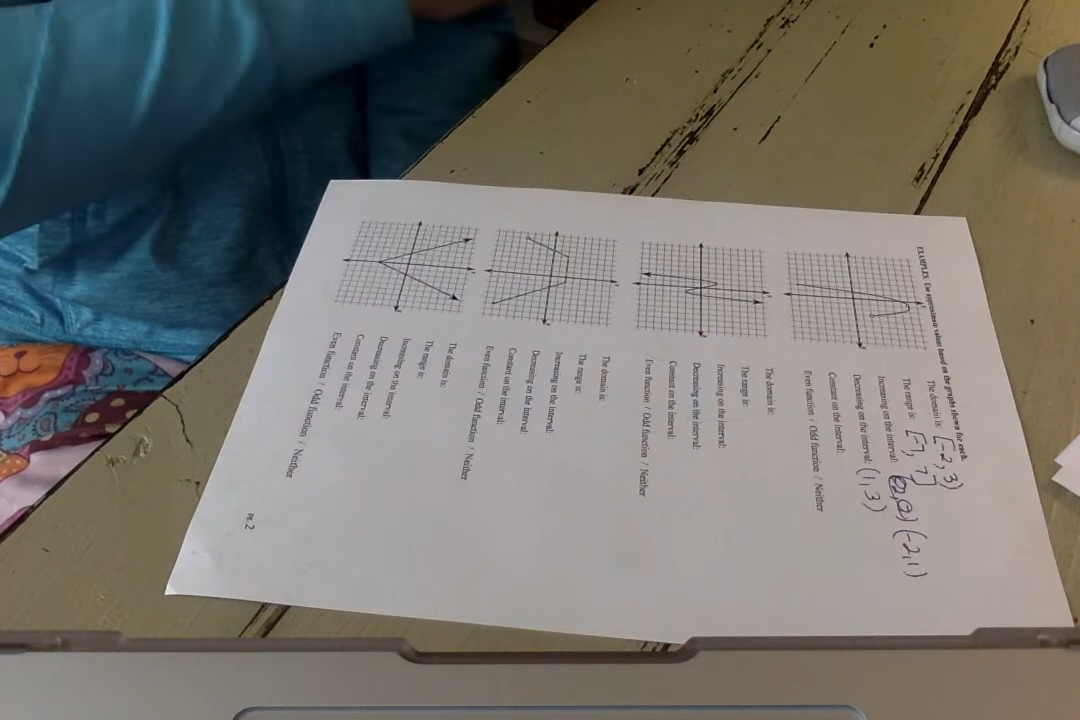 EXAMPLES. Use approximate values based on the graphs shown for each.
The domain is: [-2, 3)
The range is: [-7, 7]
Increasing on the interval: (-2, 1)
Decreasing on the interval: (1, 3)
Constant on the interval:
Even function / Odd function / Neither
The domain is:
The range is:
Increasing on the interval:
Decreasing on the interval:
Constant on the interval:
Even function / Odd function / Neither
The domain is:
The range is:
Increasing on the interval:
Decreasing on the interval:
Constant on the interval:
Even function / Odd function / Neither
The domain is:
The range is:
Increasing on the interval:
Decreasing on the interval:
Constant on the interval:
Even function / Odd function / Neither
pg. 2